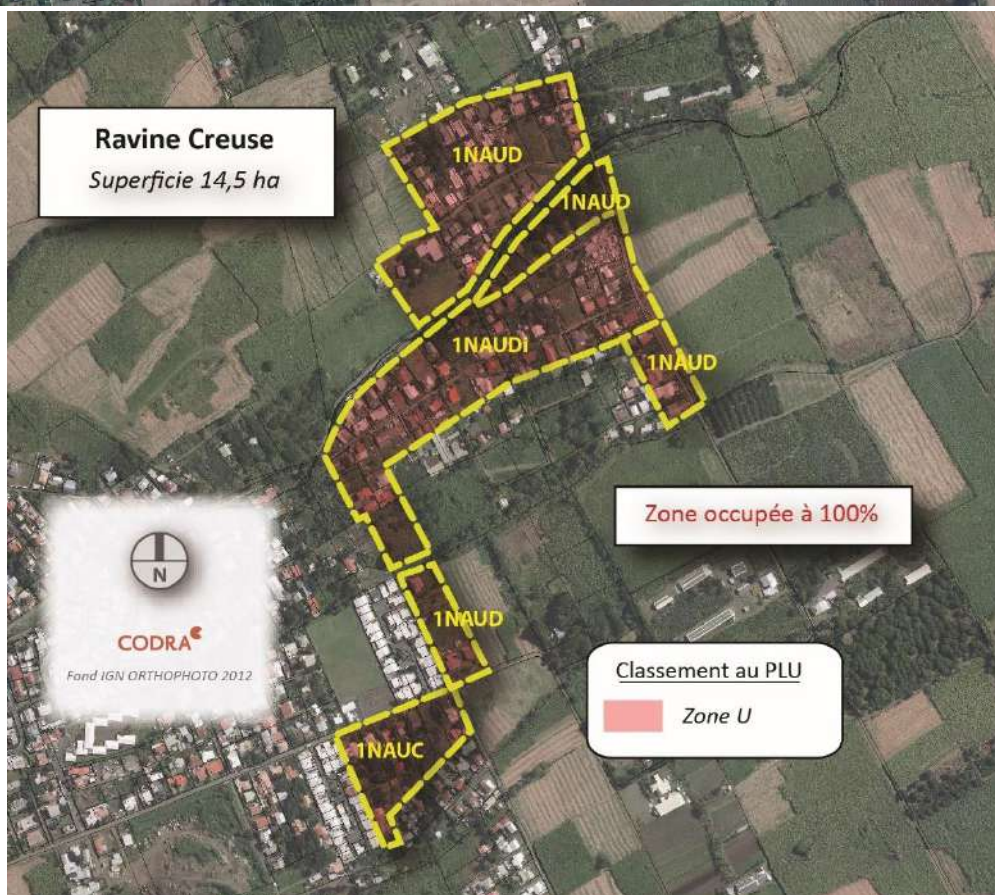 Ravine Creuse
Superficie 14,5 ha
1NAUD
1NAUD
1NAUDi
1NAUD
Zone occupée à 100%
N
CODRA
Fond IGN ORTHOPHOTO 2012
1NAUD
Classement au PLU
Zone U
1NAUC